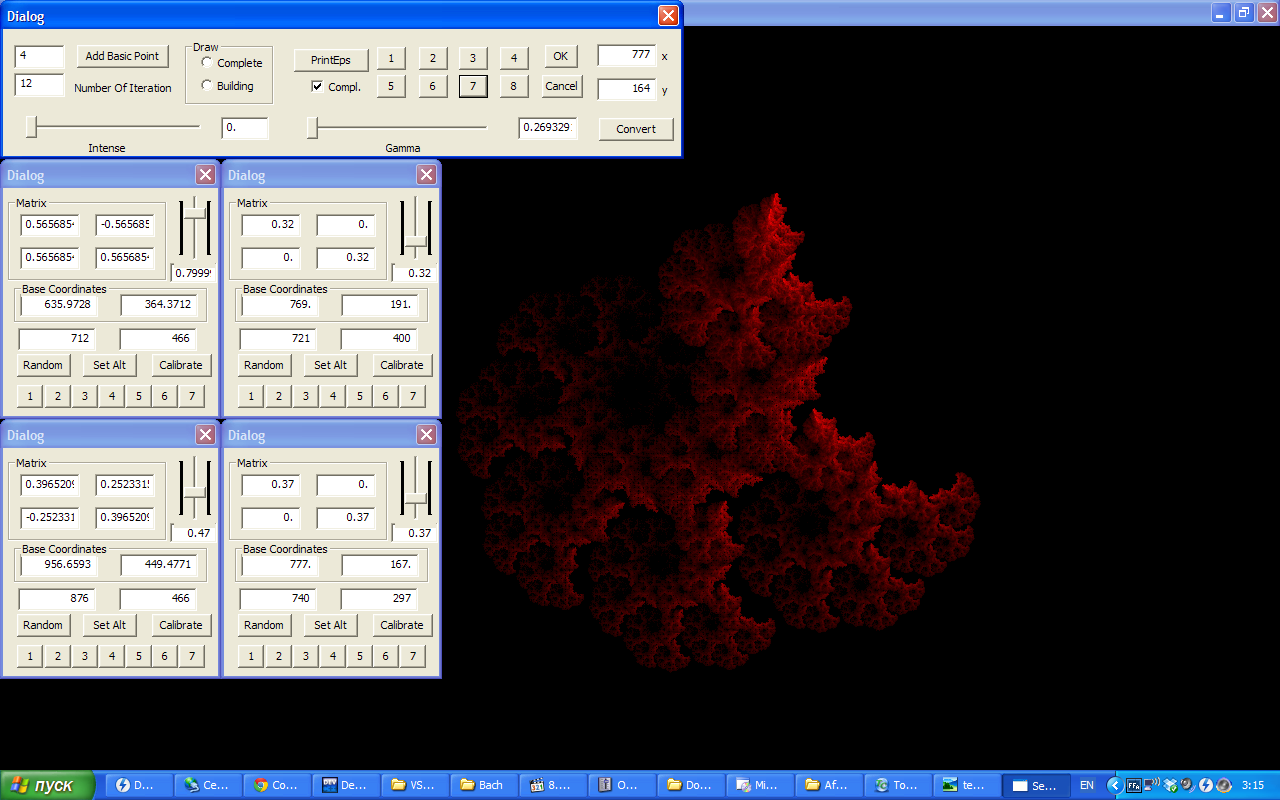 Dialog
4
Add Basic Point
Draw
Complete
Building
12
Number Of Iteration
PrintEps
Compl.
1 2 3 4
5 6 7 8
OK
Cancel
777 x
164 y
Intense
0.
Gamma
0.269329
Convert
Dialog
Matrix
0.565685 -0.565685
0.565685 0.565685
0.7999
Base Coordinates
635.9728 364.3712
712 466
Random Set Alt Calibrate
1 2 3 4 5 6 7
Dialog
Matrix
0.32 0.
0. 0.32
0.32
Base Coordinates
769. 191.
721 400
Random Set Alt Calibrate
1 2 3 4 5 6 7
Dialog
Matrix
0.396520 0.252331
-0.252331 0.396520
0.47
Base Coordinates
956.6593 449.4771
876 466
Random Set Alt Calibrate
1 2 3 4 5 6 7
Dialog
Matrix
0.37 0.
0. 0.37
0.37
Base Coordinates
777. 167.
740 297
Random Set Alt Calibrate
1 2 3 4 5 6 7
пуск D... Ce... Co... De... VS... Bach 8.... O... Do... Mi... Af... To... te... Se... EN 3:15